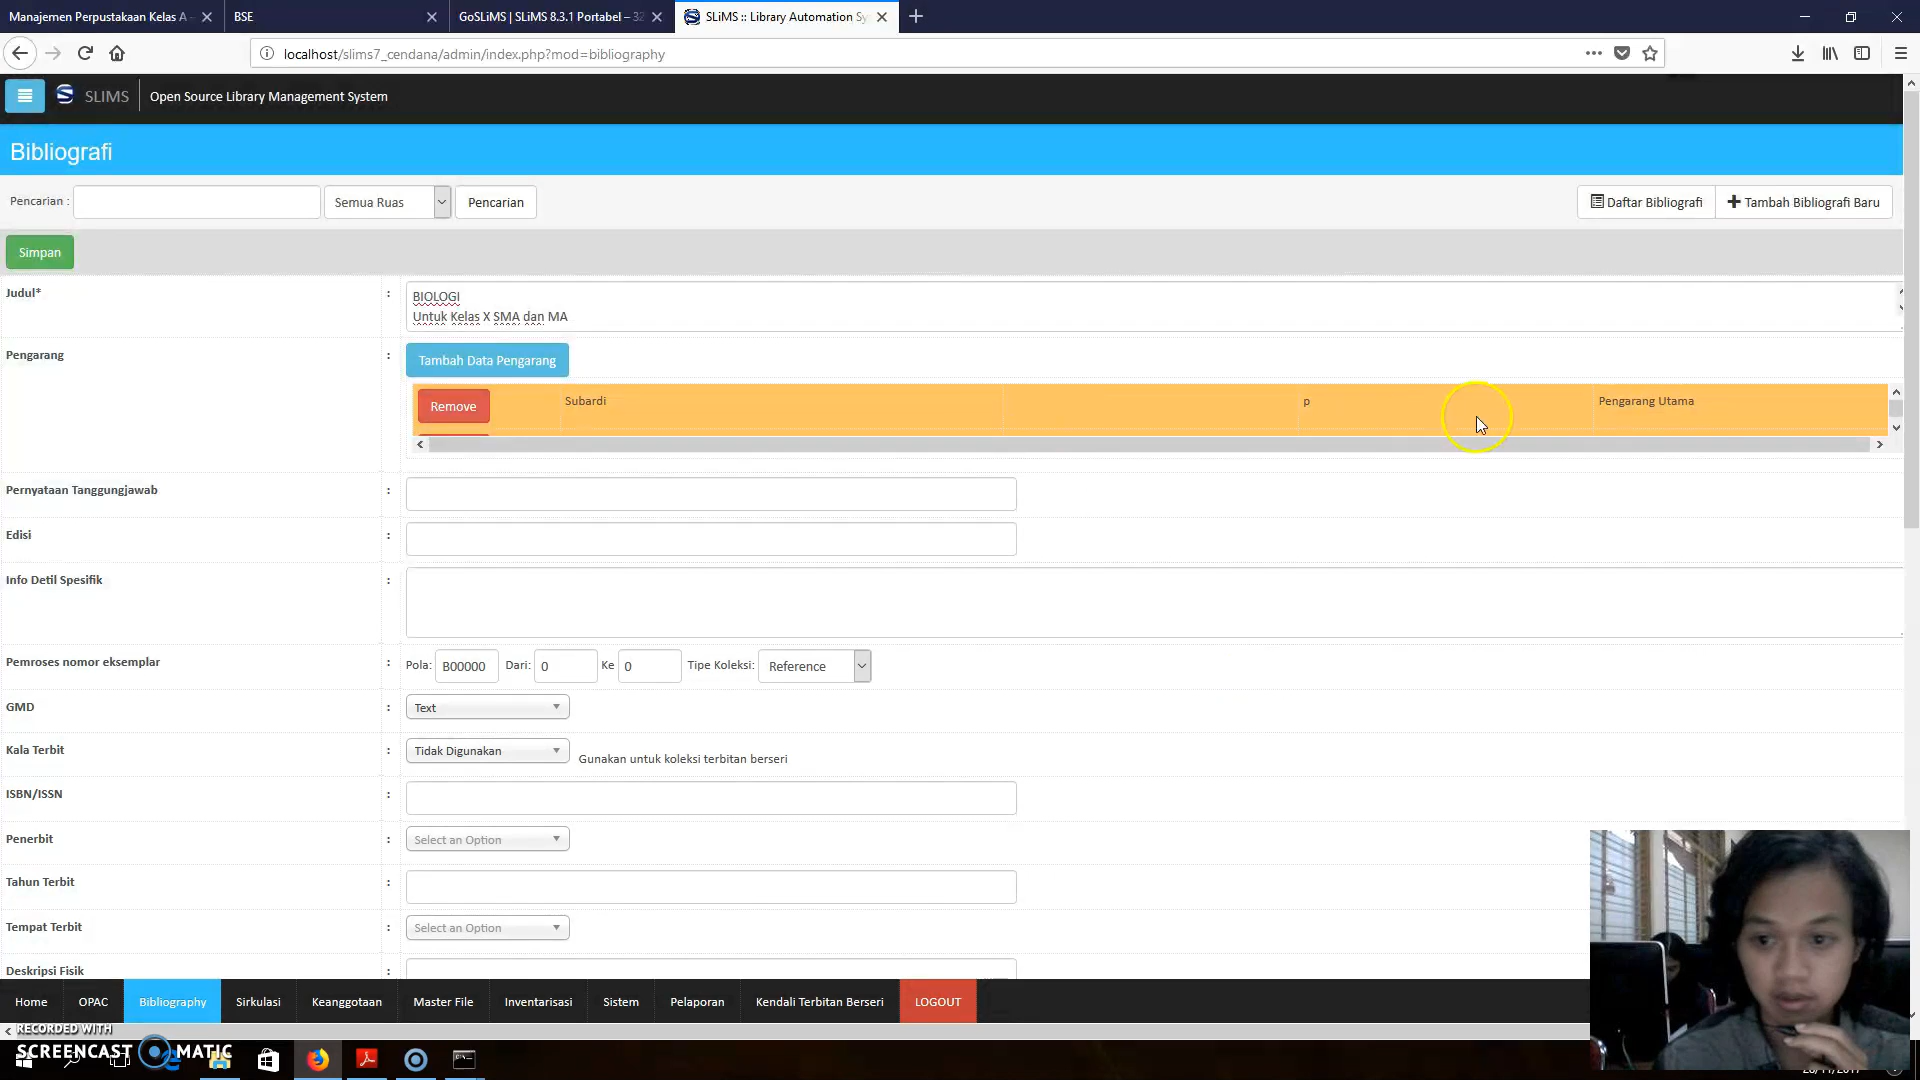 Manajemen Perpustakaan Kelas A
BSE
GoSLiMS | SLiMS 8.3.1 Portabel – 32
SLiMS :: Library Automation Sy
localhost/slims7_cendana/admin/index.php?mod=bibliography
SLIMS
Open Source Library Management System
Bibliografi
Pencarian :
Semua Ruas
Pencarian
Daftar Bibliografi
Tambah Bibliografi Baru
Simpan
Judul* :
BIOLOGI
Untuk Kelas X SMA dan MA
Pengarang :
Tambah Data Pengarang
Remove Subardi p Pengarang Utama
Pernyataan Tanggungjawab :
Edisi :
Info Detil Spesifik :
Pemroses nomor eksemplar : Pola: B00000 Dari: 0 Ke 0 Tipe Koleksi: Reference
GMD : Text
Kala Terbit : Tidak Digunakan Gunakan untuk koleksi terbitan berseri
ISBN/ISSN :
Penerbit : Select an Option
Tahun Terbit :
Tempat Terbit : Select an Option
Deskripsi Fisik :
Home OPAC Bibliography Sirkulasi Keanggotaan Master File Inventarisasi Sistem Pelaporan Kendali Terbitan Berseri LOGOUT
RECORDED WITH
SCREENCAST MATIC